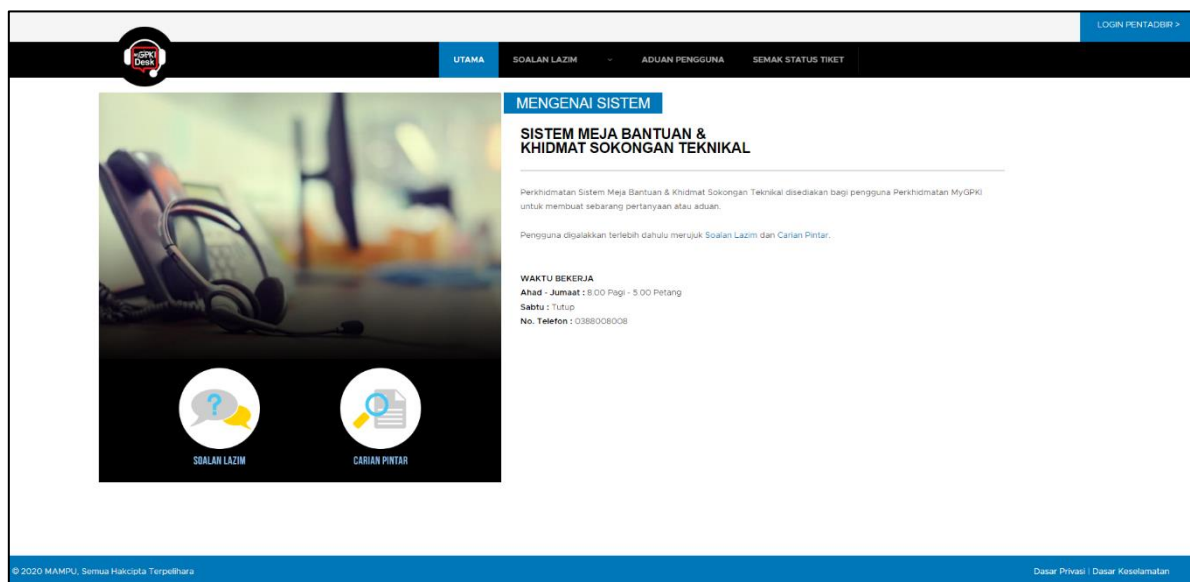 LOGIN PENTADBIR >
MyGPKI
Desk
UTAMA
SOALAN LAZIM
ADUAN PENGGUNA
SEMAK STATUS TIKET
MENGENAI SISTEM
SISTEM MEJA BANTUAN &
KHIDMAT SOKONGAN TEKNIKAL
Perkhidmatan Sistem Meja Bantuan & Khidmat Sokongan Teknikal disediakan bagi pengguna Perkhidmatan MyGPKI
untuk membuat sebarang pertanyaan atau aduan.
Pengguna digalakkan terlebih dahulu merujuk Soalan Lazim dan Carian Pintar.
WAKTU BEKERJA
Ahad - Jumaat : 8.00 Pagi - 5.00 Petang
Sabtu : Tutup
No. Telefon : 0388008008
SOALAN LAZIM
CARIAN PINTAR
© 2020 MAMPU, Semua Hakcipta Terpelihara
Dasar Privasi | Dasar Keselamatan